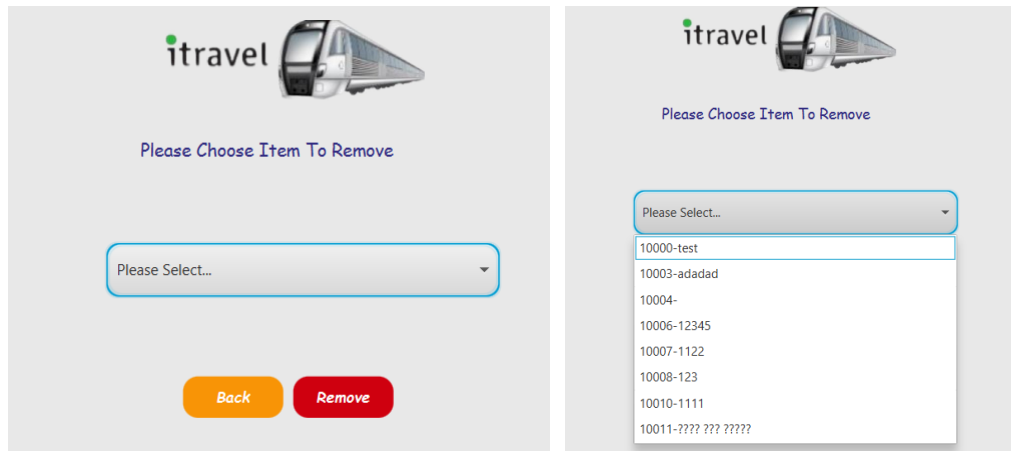 itravel
Please Choose Item To Remove
Please Select...
Back
Remove
itravel
Please Choose Item To Remove
Please Select...
10000-test
10003-adadad
10004-
10006-12345
10007-1122
10008-123
10010-1111
10011-???? ??? ?????